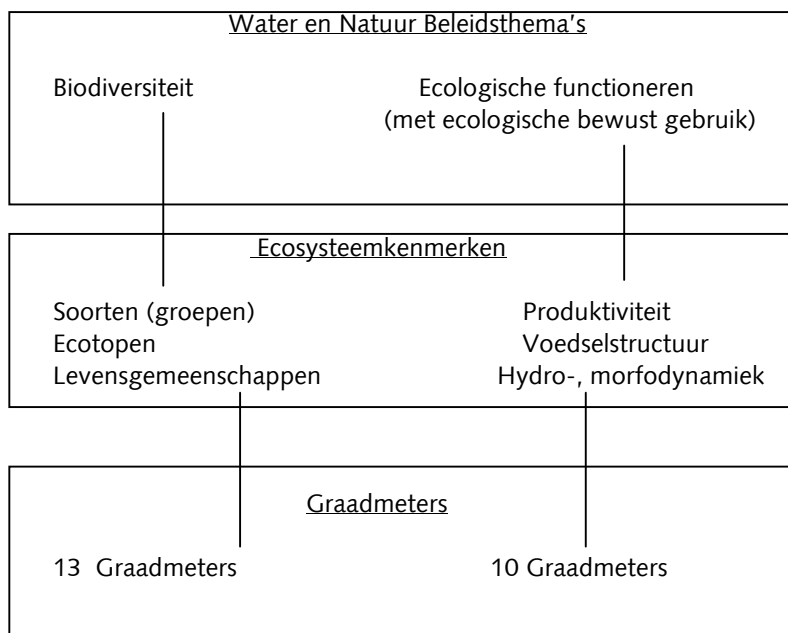 Water en Natuur Beleidsthema's
Biodiversiteit
Ecologische functioneren
(met ecologische bewust gebruik)
Ecosysteemkenmerken
Soorten (groepen)
Ecotopen
Levensgemeenschappen
Produktiviteit
Voedselstructuur
Hydro-, morfodynamiek
Graadmeters
13 Graadmeters
10 Graadmeters